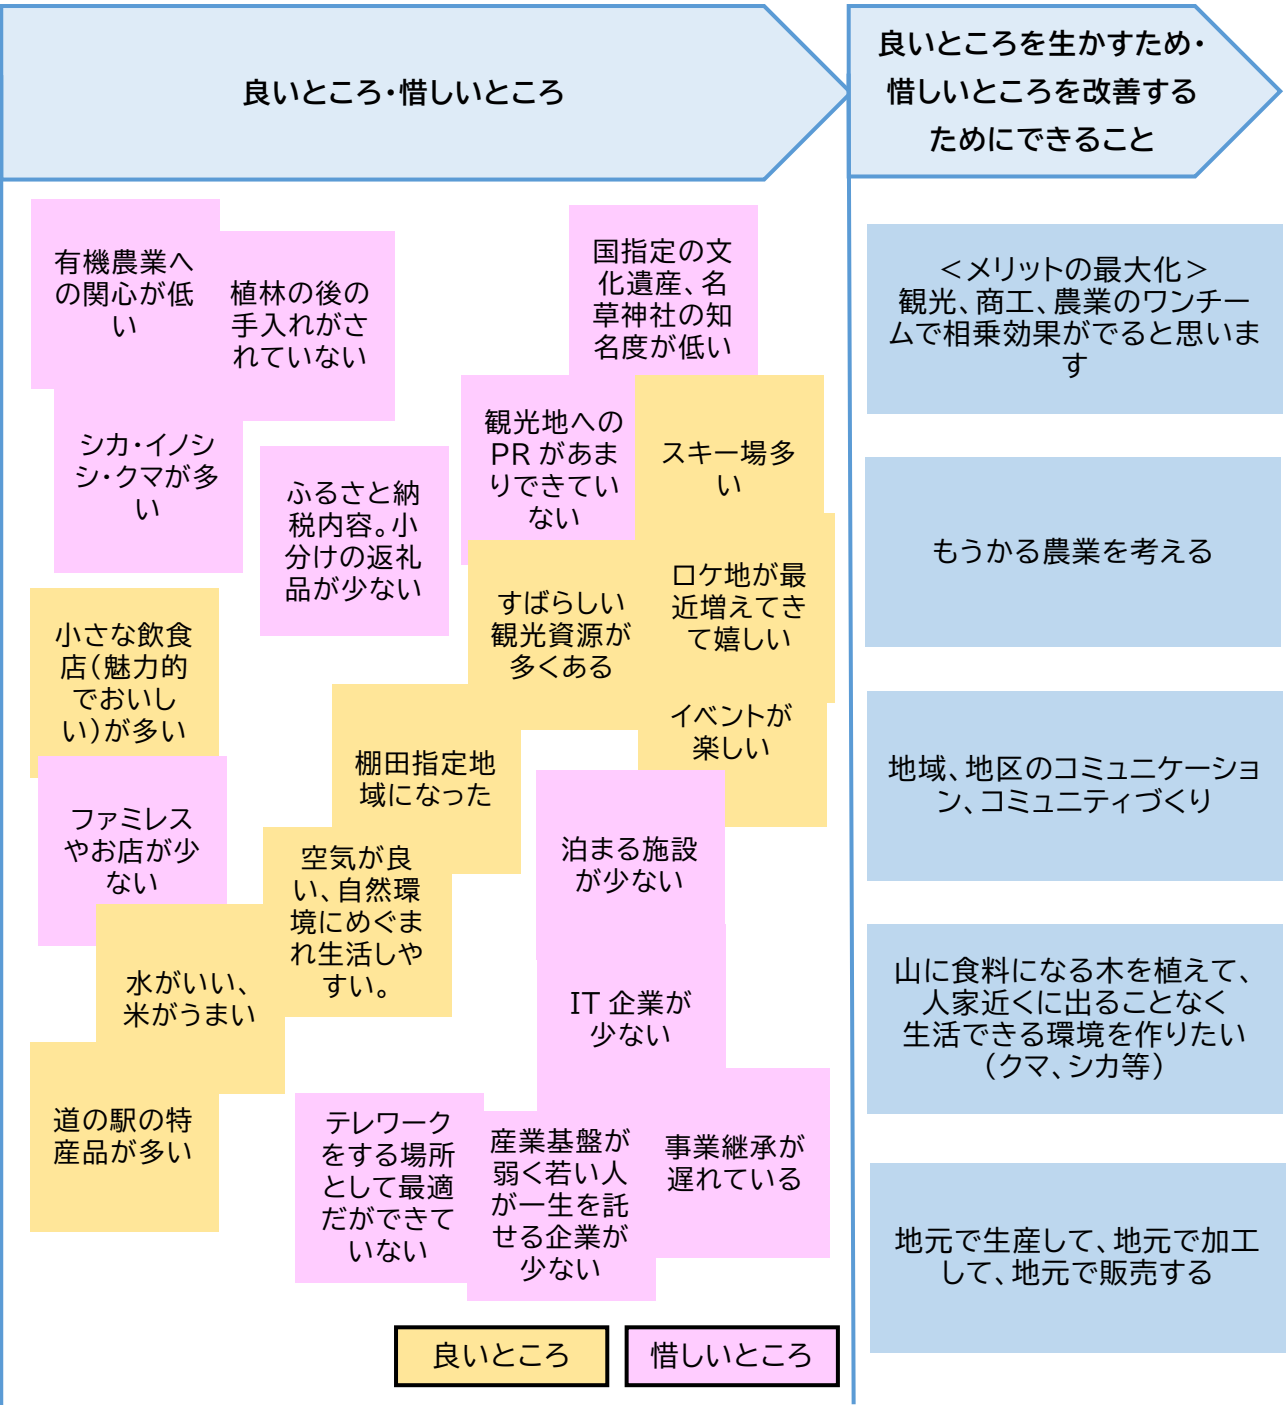 良いところ・惜しいところ
良いところを生かすため・
惜しいところを改善する
ためにできること
有機農業へ
の関心が低
い
植林の後の
手入れがさ
れていない
国指定の文
化遺産、名
草神社の知
名度が低い
シカ・イノシ
シ・クマが多
い
ふるさと納
税内容。小
分けの返礼
品が少ない
観光地への
PRがあま
りできてい
ない
スキー場多
い
すばらしい
観光資源が
多くある
ロケ地が最
近増えてき
て嬉しい
イベントが
楽しい
小さな飲食
店(魅力的
でおいし
い)が多い
棚田指定地
域になった
ファミレス
やお店が少
ない
空気が良
い、自然環
境にめぐま
れ生活しや
すい。
泊まる施設
が少ない
水がいい、
米がうまい
IT 企業が
少ない
道の駅の特
産品が多い
テレワーク
をする場所
として最適
だができて
いない
産業基盤が
弱く若い人
が一生を託
せる企業が
少ない
事業継承が
遅れている
良いところ
惜しいところ
<メリットの最大化>
観光、商工、農業のワンチー
ムで相乗効果がでると思いま
す
もうかる農業を考える
地域、地区のコミュニケーショ
ン、コミュニティづくり
山に食料になる木を植えて、
人家近くに出ることなく
生活できる環境を作りたい
(クマ、シカ等)
地元で生産して、地元で加工
して、地元で販売する